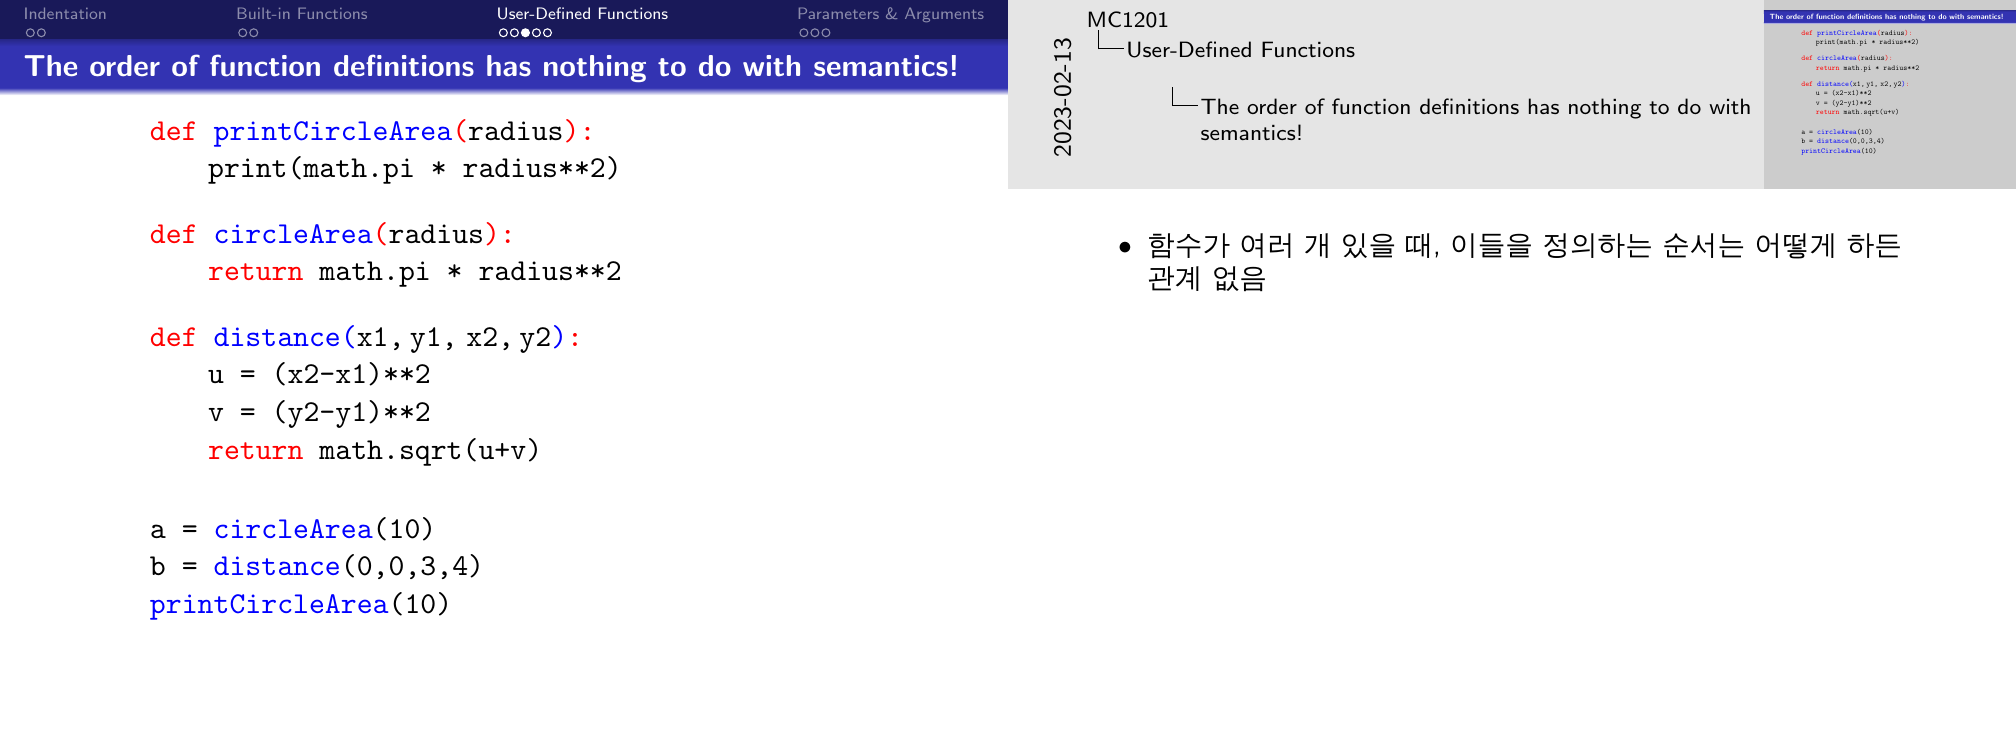 Indentation
Built-in Functions
User-Defined Functions
Parameters & Arguments
The order of function definitions has nothing to do with semantics!
def printCircleArea(radius):
print(math.pi * radius**2)
def circleArea(radius):
return math.pi * radius**2
def distance(x1, y1, x2, y2):
u = (x2-x1)**2
v = (y2-y1)**2
return math.sqrt(u+v)
a = circleArea(10)
b = distance(0,0,3,4)
printCircleArea(10)
2023-02-13
MC1201
User-Defined Functions
The order of function definitions has nothing to do with
semantics!
The order of function definitions has nothing to do with semantics!
def printCircleArea(radius):
print(math.pi * radius**2)
def circleArea(radius):
return math.pi * radius**2
def distance(x1, y1, x2, y2):
u = (x2-x1)**2
v = (y2-y1)**2
return math.sqrt(u+v)
a = circleArea(10)
b = distance(0,0,3,4)
printCircleArea(10)
• 함수가 여러 개 있을 때, 이들을 정의하는 순서는 어떻게 하든
관계 없음